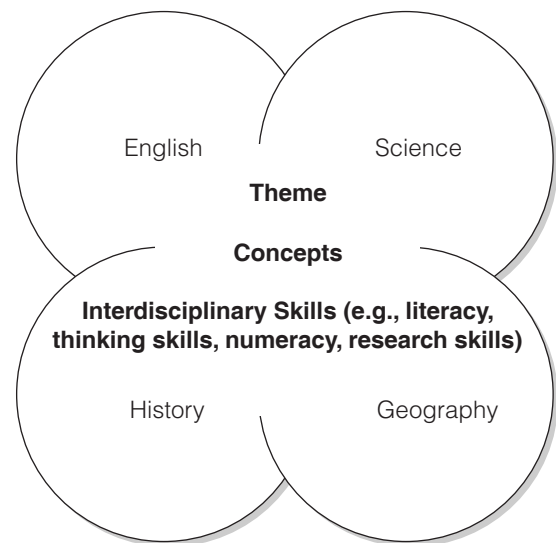 English
Science
Theme
Concepts
Interdisciplinary Skills (e.g., literacy,
thinking skills, numeracy, research skills)
History
Geography